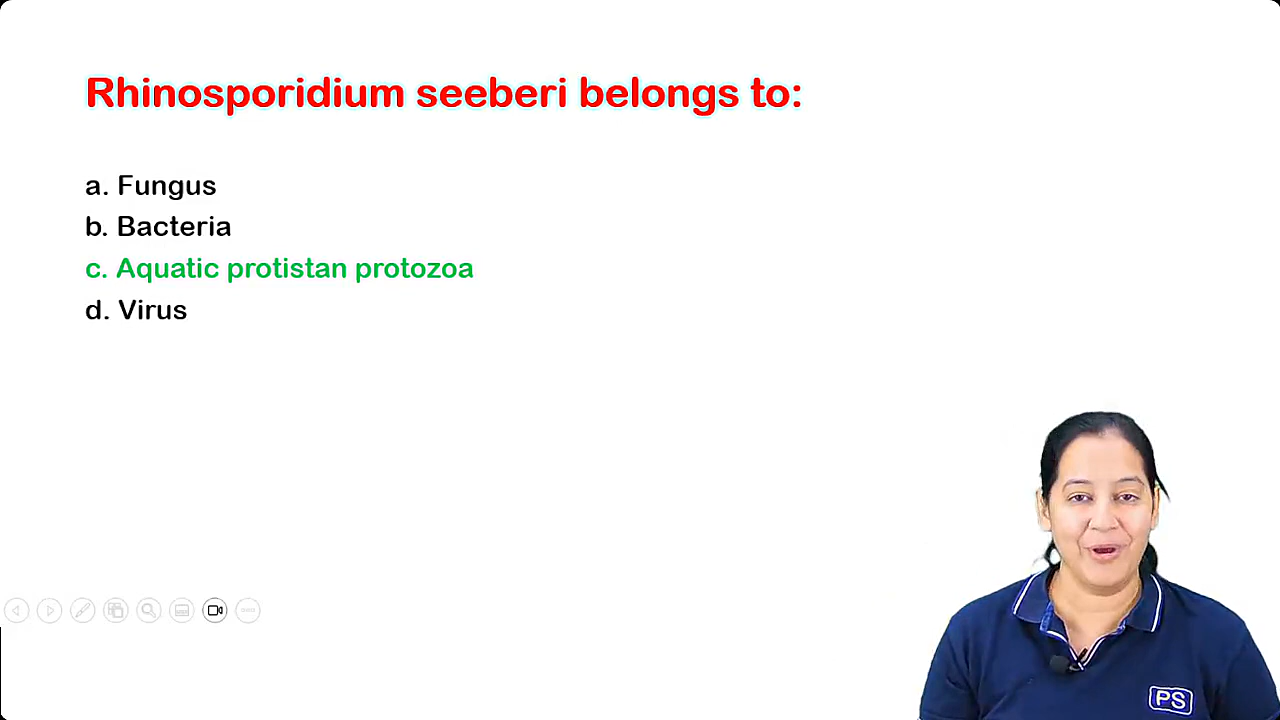 Rhinosporidium seeberi belongs to:
a. Fungus
b. Bacteria
c. Aquatic protistan protozoa
d. Virus
PS